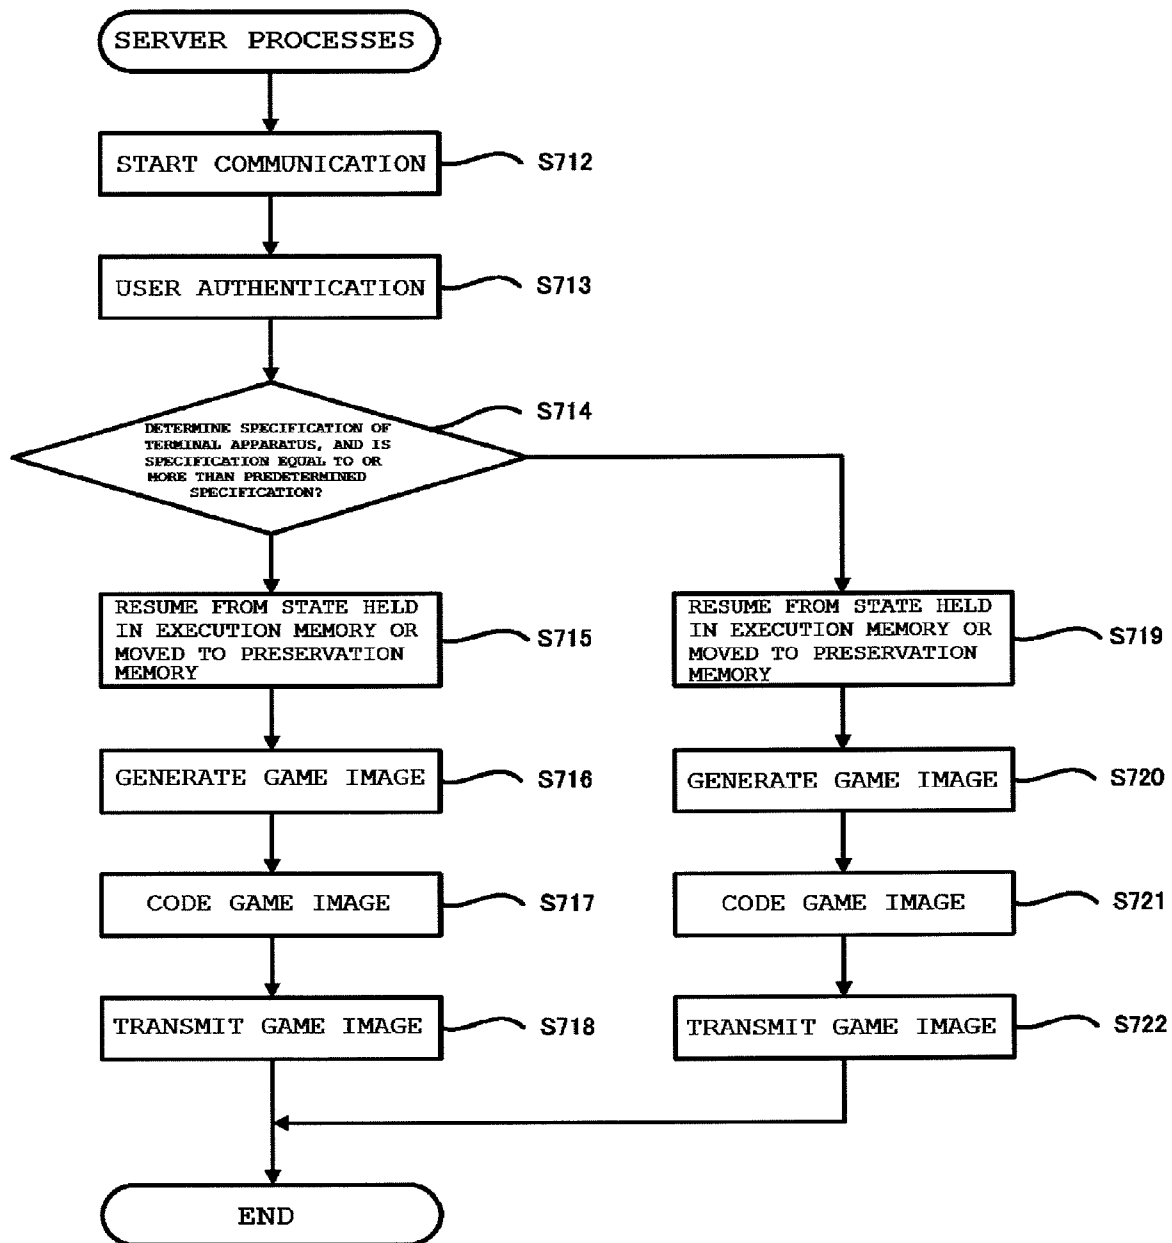 SERVER PROCESSES
START COMMUNICATION
S712
USER AUTHENTICATION
S713
DETERMINE SPECIFICATION OF
TERMINAL APPARATUS, AND IS
SPECIFICATION EQUAL TO OR
MORE THAN PREDETERMINED
SPECIFICATION?
S714
RESUME FROM STATE HELD
IN EXECUTION MEMORY OR
MOVED TO PRESERVATION
MEMORY
S715
GENERATE GAME IMAGE
S716
CODE GAME IMAGE
S717
TRANSMIT GAME IMAGE
S718
RESUME FROM STATE HELD
IN EXECUTION MEMORY OR
MOVED TO PRESERVATION
MEMORY
S719
GENERATE GAME IMAGE
S720
CODE GAME IMAGE
S721
TRANSMIT GAME IMAGE
S722
END